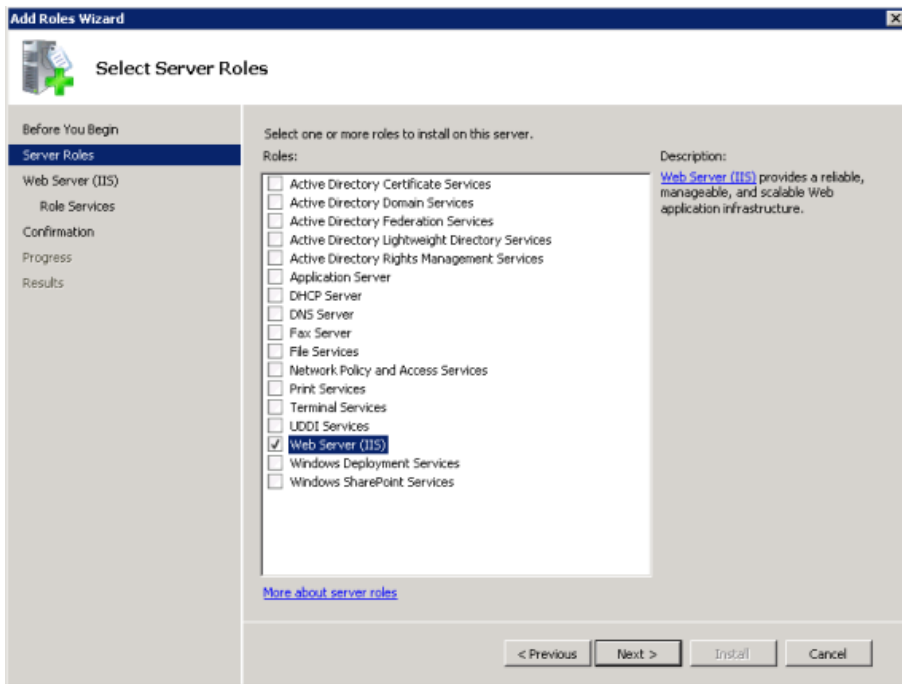 Add Roles Wizard
Select Server Roles
Before You Begin
Server Roles
Web Server (IIS)
Role Services
Confirmation
Progress
Results
Select one or more roles to install on this server.
Roles:
Active Directory Certificate Services
Active Directory Domain Services
Active Directory Federation Services
Active Directory Lightweight Directory Services
Active Directory Rights Management Services
Application Server
DHCP Server
DNS Server
Fax Server
File Services
Network Policy and Access Services
Print Services
Terminal Services
UDDI Services
Web Server (IIS)
Windows Deployment Services
Windows SharePoint Services
More about server roles
Description:
Web Server (IIS) provides a reliable,
manageable, and scalable Web
application infrastructure.
< Previous
Next >
Install
Cancel